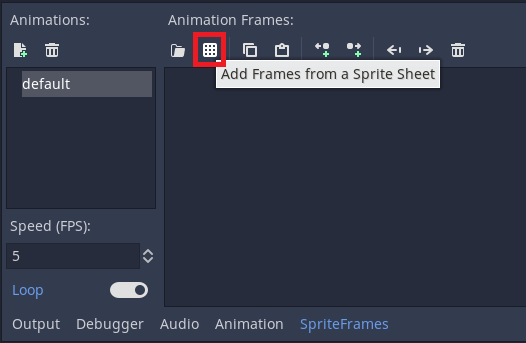 Animations:
Animation Frames:
Add Frames from a Sprite Sheet
default
Speed (FPS):
5
Loop
Output Debugger Audio Animation SpriteFrames